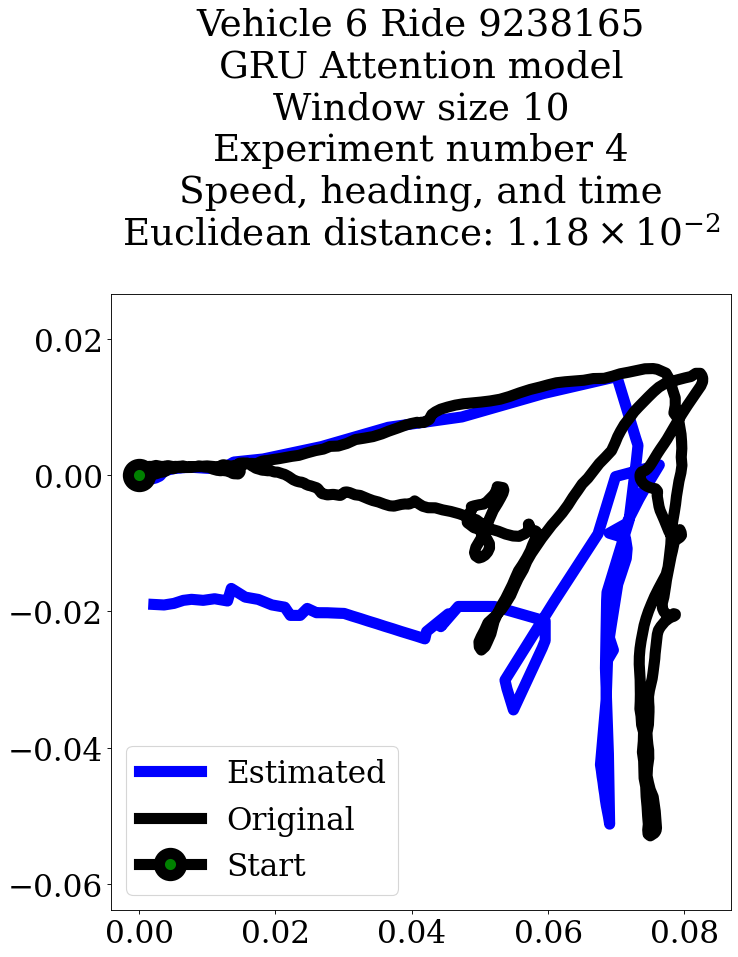 Vehicle 6 Ride 9238165
GRU Attention model
Window size 10
Experiment number 4
Speed, heading, and time
Euclidean distance: 1.18 × 10⁻²
0.02
0.00
−0.02
−0.04
−0.06
Estimated
Original
Start
0.00 0.02 0.04 0.06 0.08